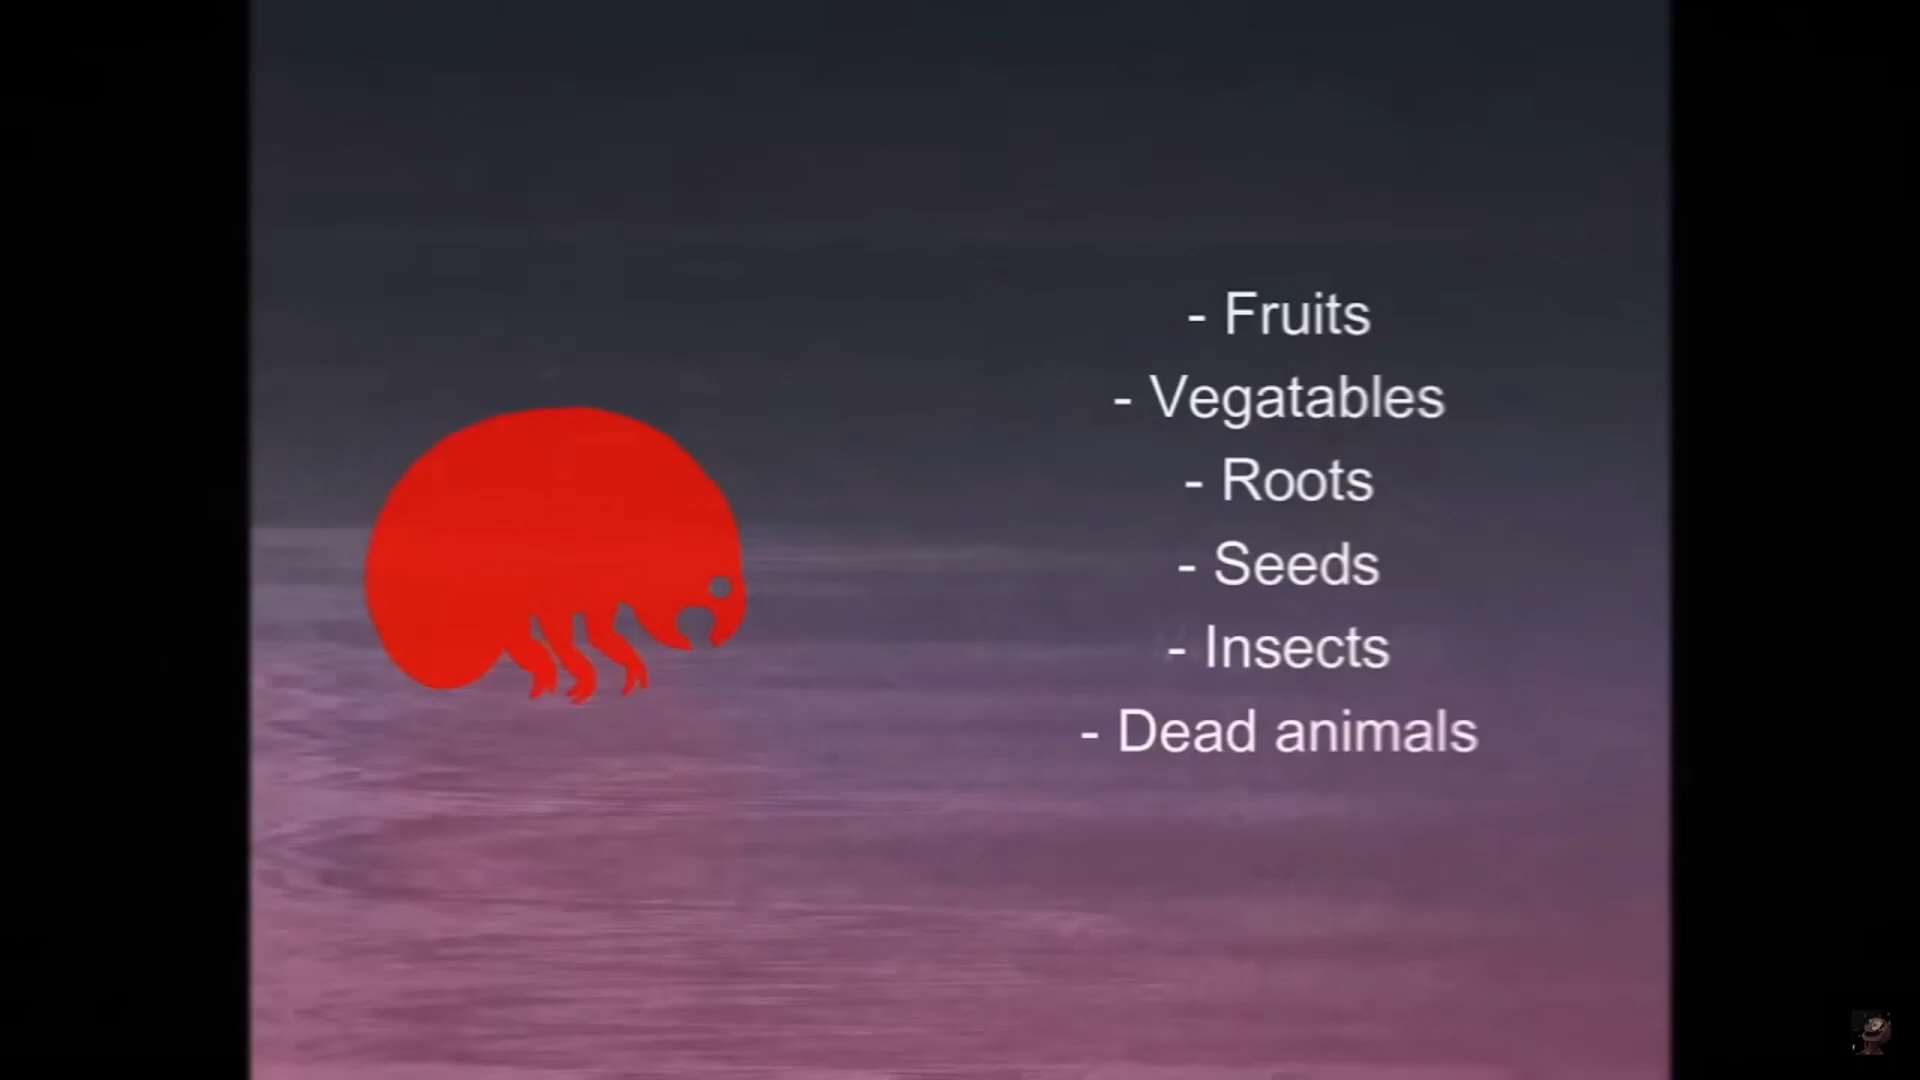 - Fruits
- Vegatables
- Roots
- Seeds
- Insects
- Dead animals